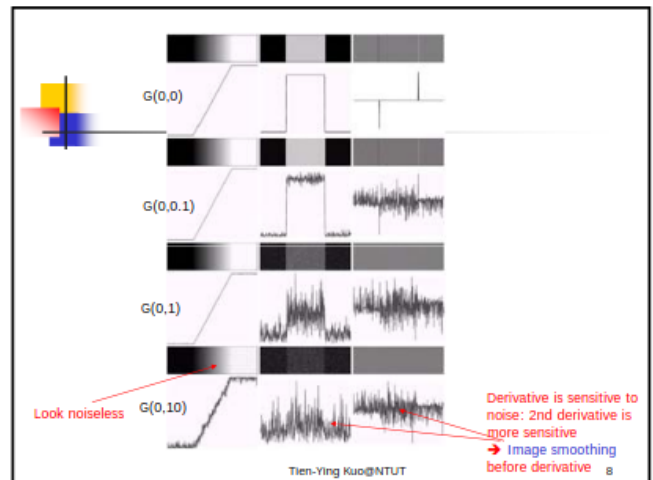 G(0,0)
G(0,0.1)
G(0,1)
G(0,10)
Look noiseless
Derivative is sensitive to
noise: 2nd derivative is
more sensitive
➔ Image smoothing
before derivative
Tien-Ying Kuo@NTUT
8